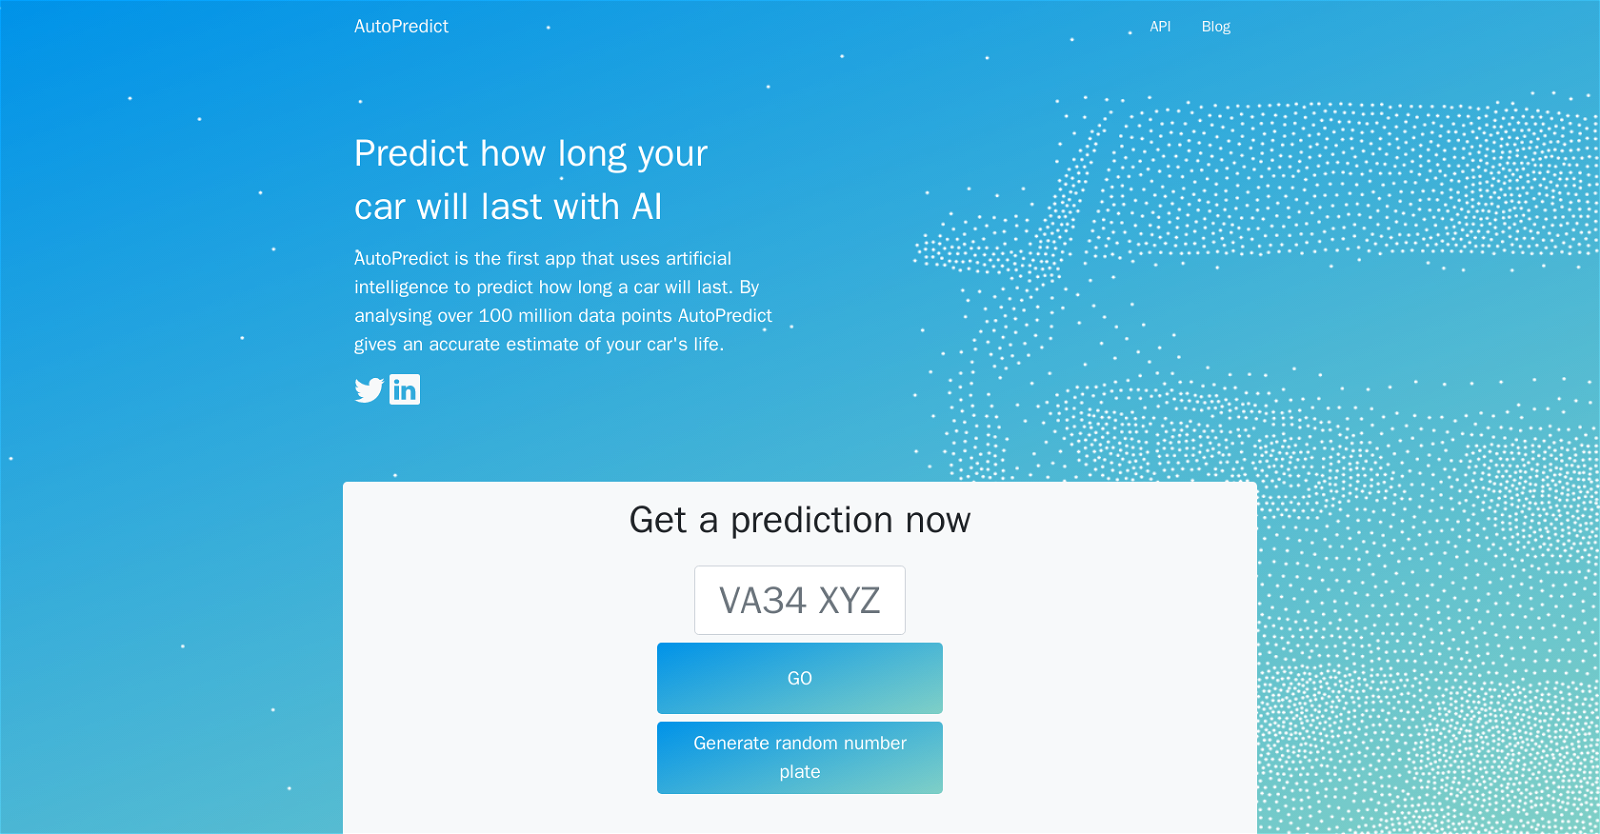 AutoPredict
API
Blog
Predict how long your
car will last with AI
AutoPredict is the first app that uses artificial
intelligence to predict how long a car will last. By
analysing over 100 million data points AutoPredict
gives an accurate estimate of your car's life.
in
Get a prediction now
VA34 XYZ
GO
Generate random number
plate